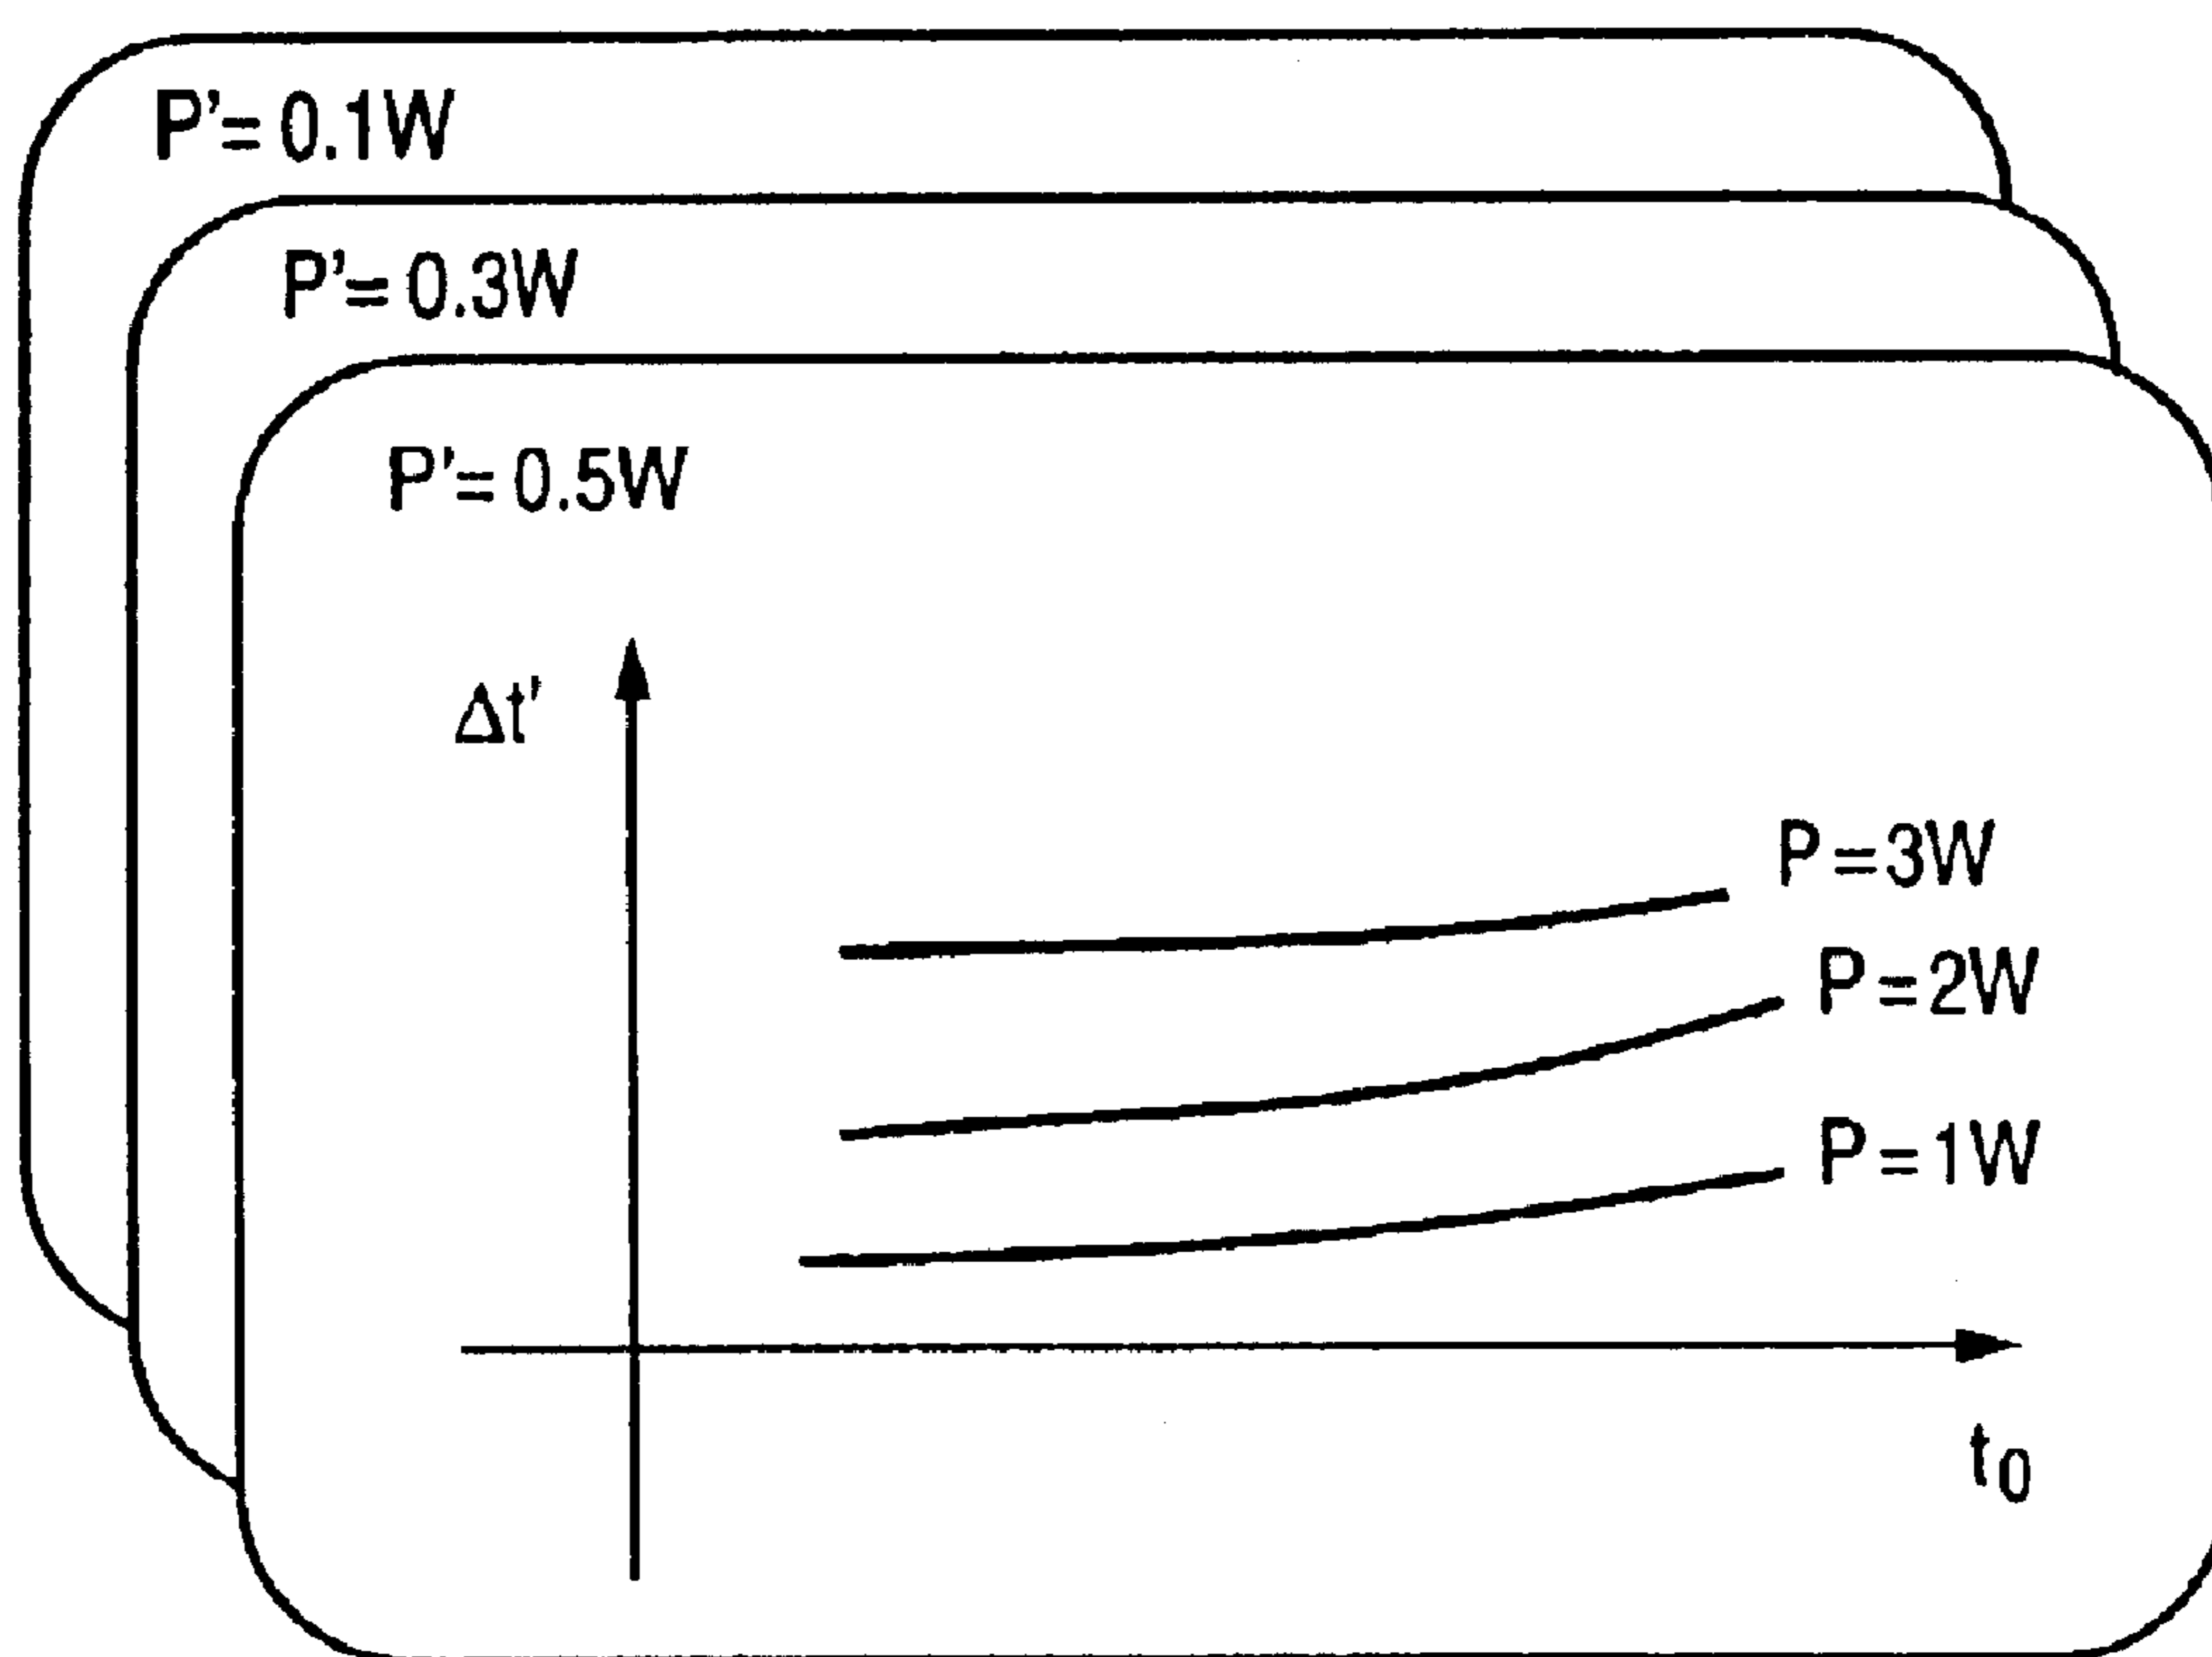 P'= 0.1W
P'= 0.3W
P'= 0.5W
Δt'
P=3W
P=2W
P=1W
t₀